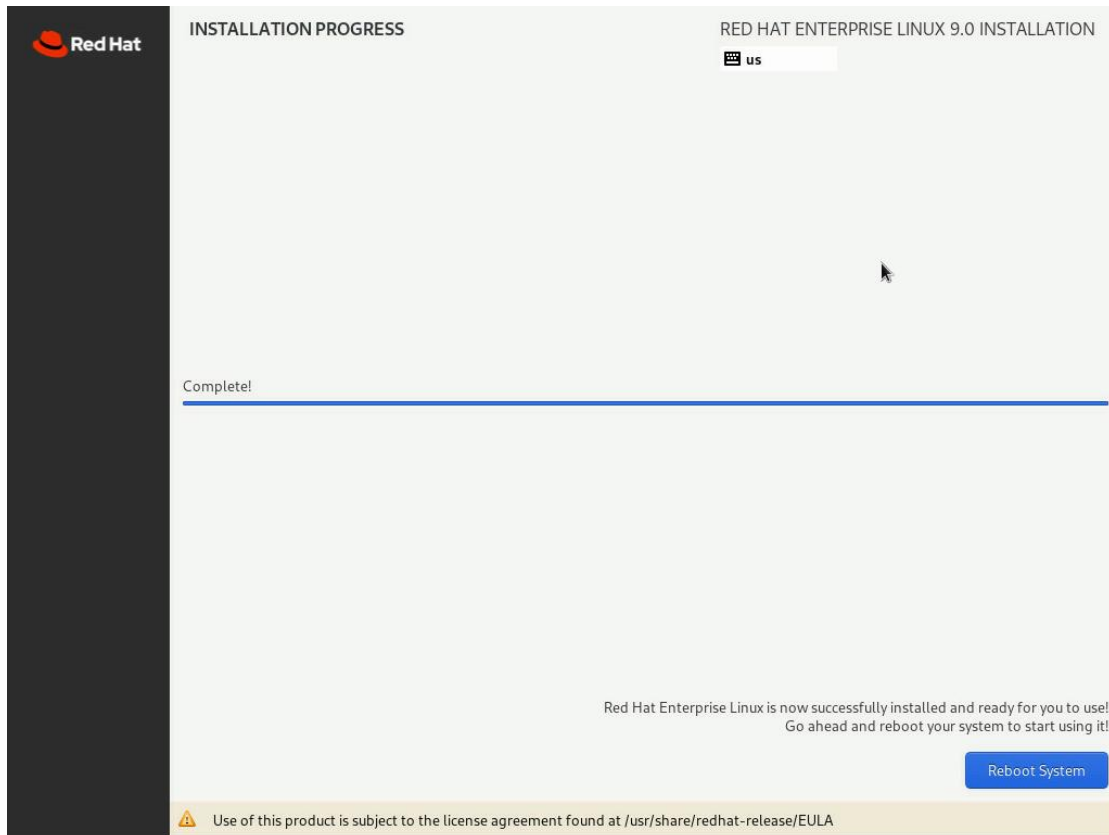 Red Hat
INSTALLATION PROGRESS
RED HAT ENTERPRISE LINUX 9.0 INSTALLATION
us
Complete!
Red Hat Enterprise Linux is now successfully installed and ready for you to use!
Go ahead and reboot your system to start using it!
Reboot System
Use of this product is subject to the license agreement found at /usr/share/redhat-release/EULA